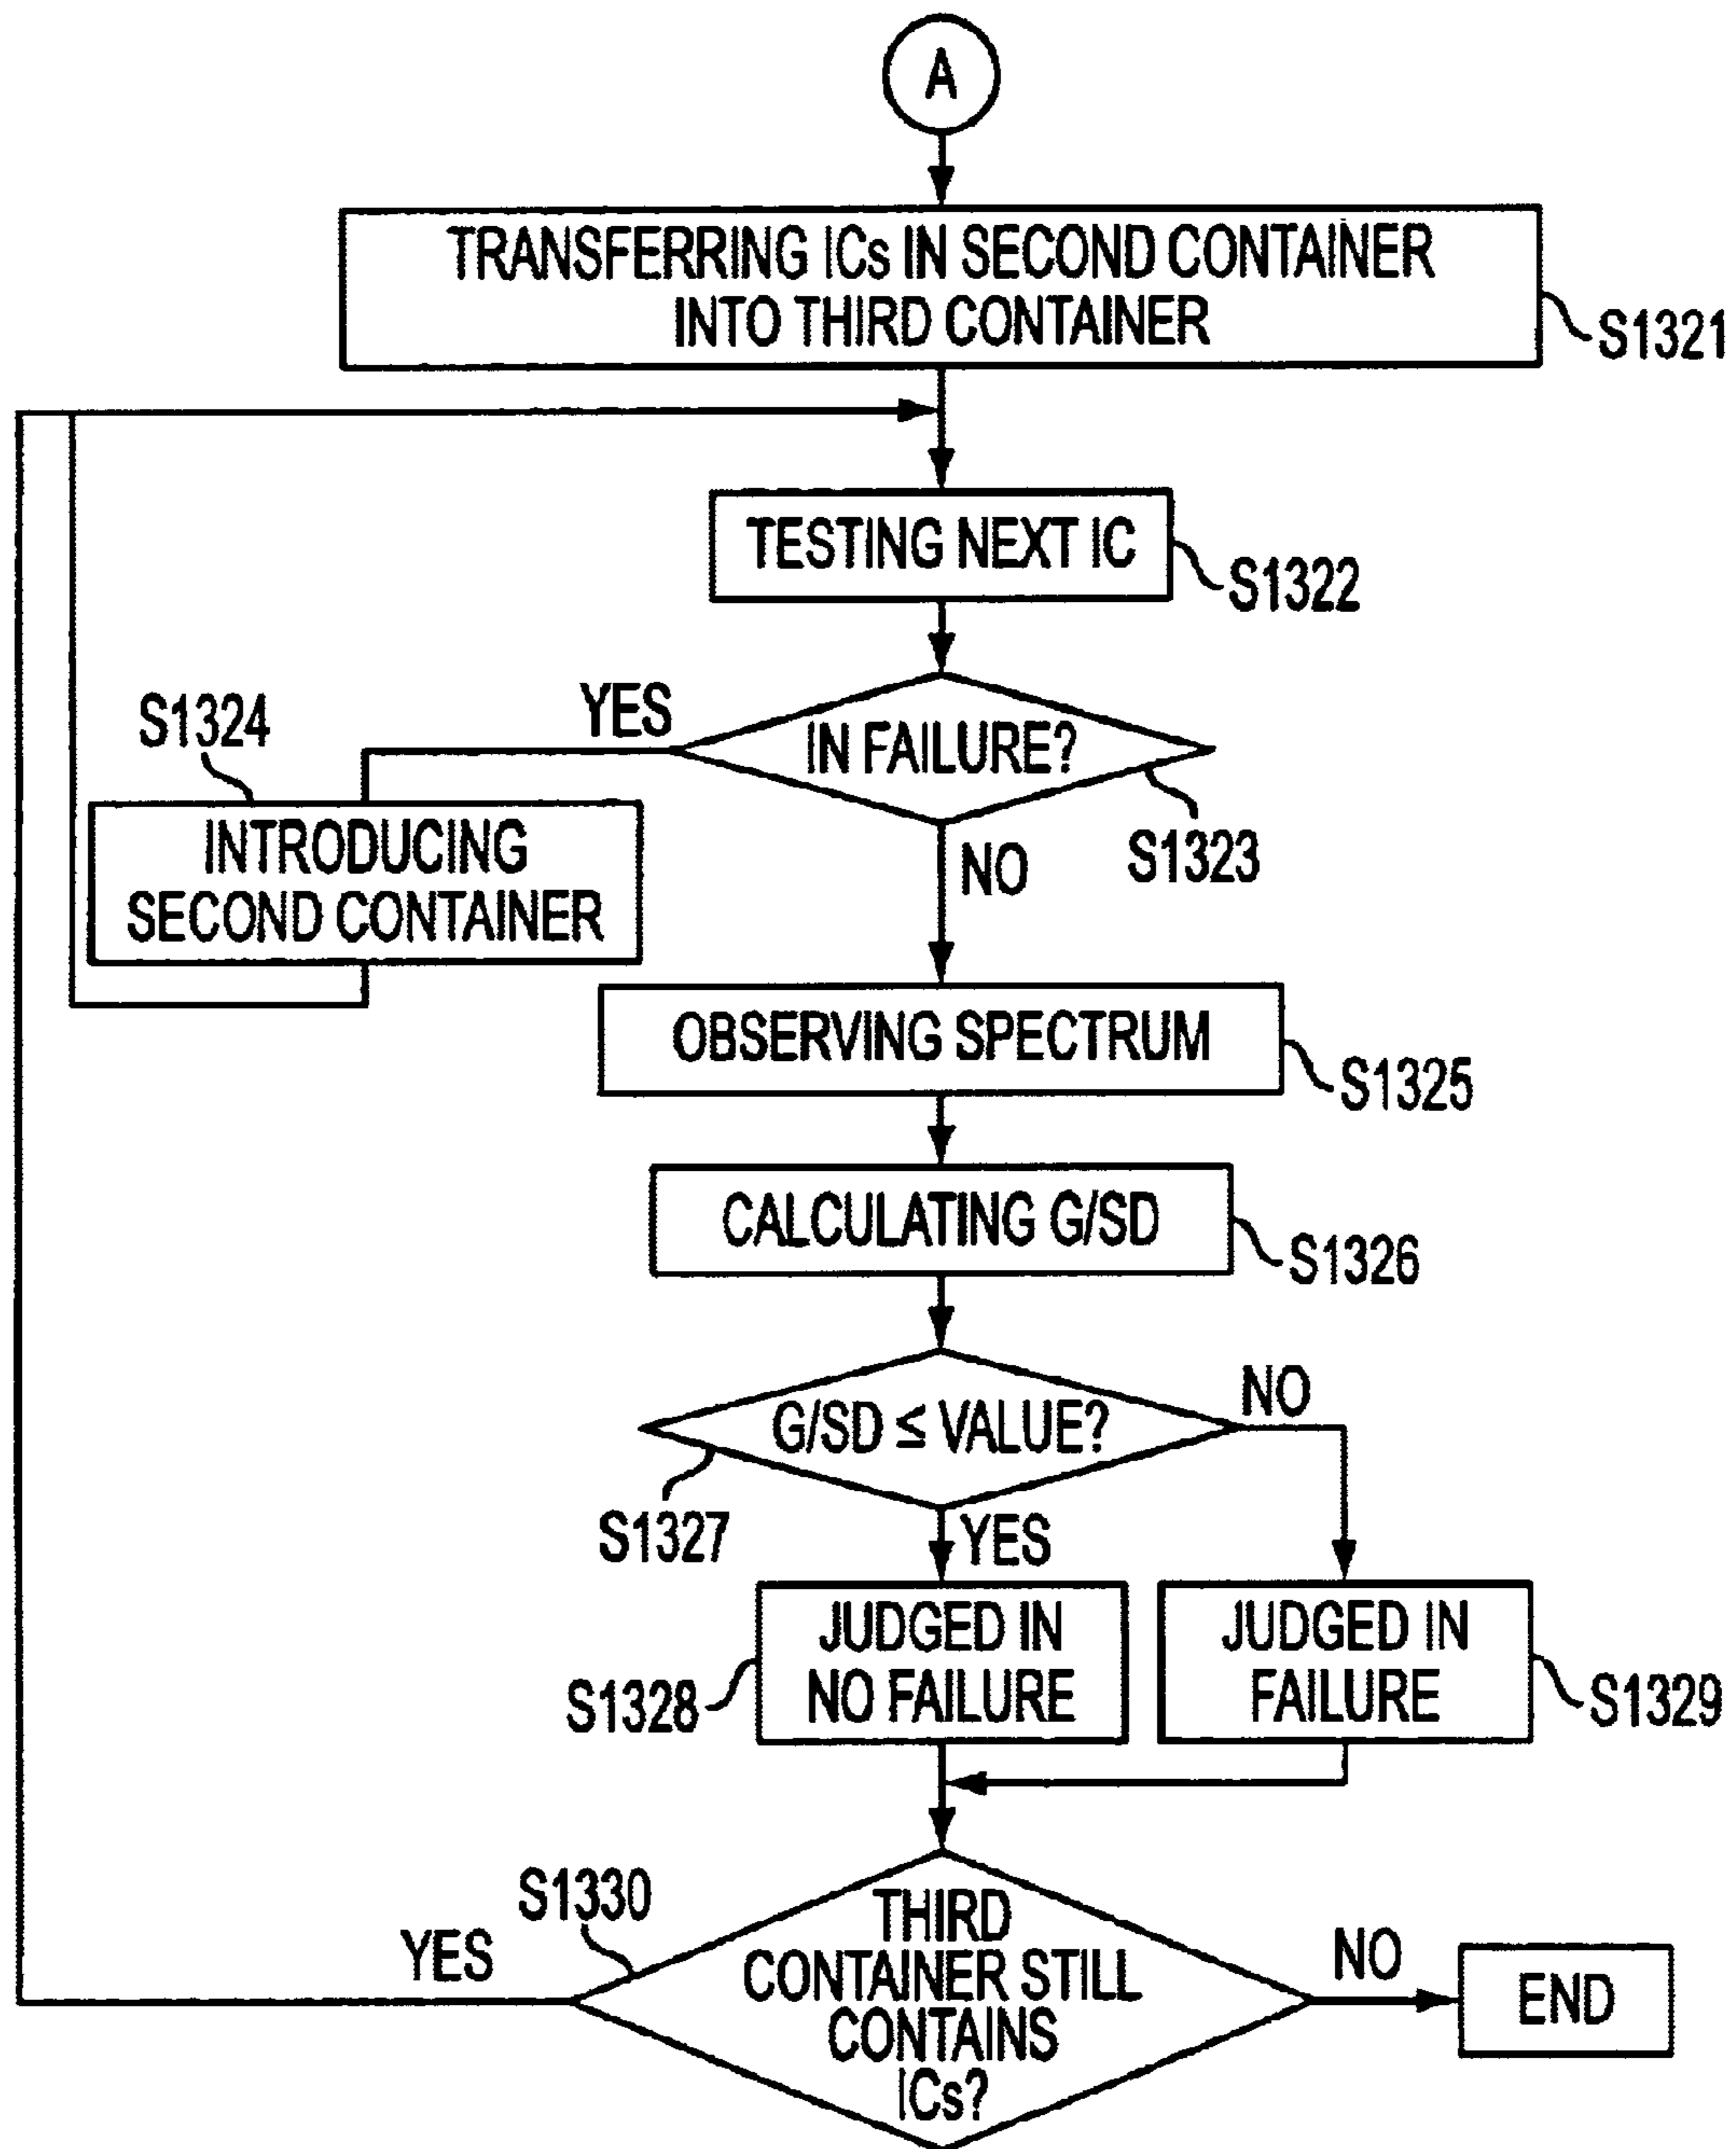 A
TRANSFERRING ICs IN SECOND CONTAINER
INTO THIRD CONTAINER
S1321
TESTING NEXT IC
S1322
IN FAILURE?
S1323
YES
NO
S1324
INTRODUCING
SECOND CONTAINER
OBSERVING SPECTRUM
S1325
CALCULATING G/SD
S1326
G/SD ≤ VALUE?
NO
S1327
YES
JUDGED IN
NO FAILURE
S1328
JUDGED IN
FAILURE
S1329
S1330
YES
THIRD
CONTAINER STILL
CONTAINS
ICs?
NO
END